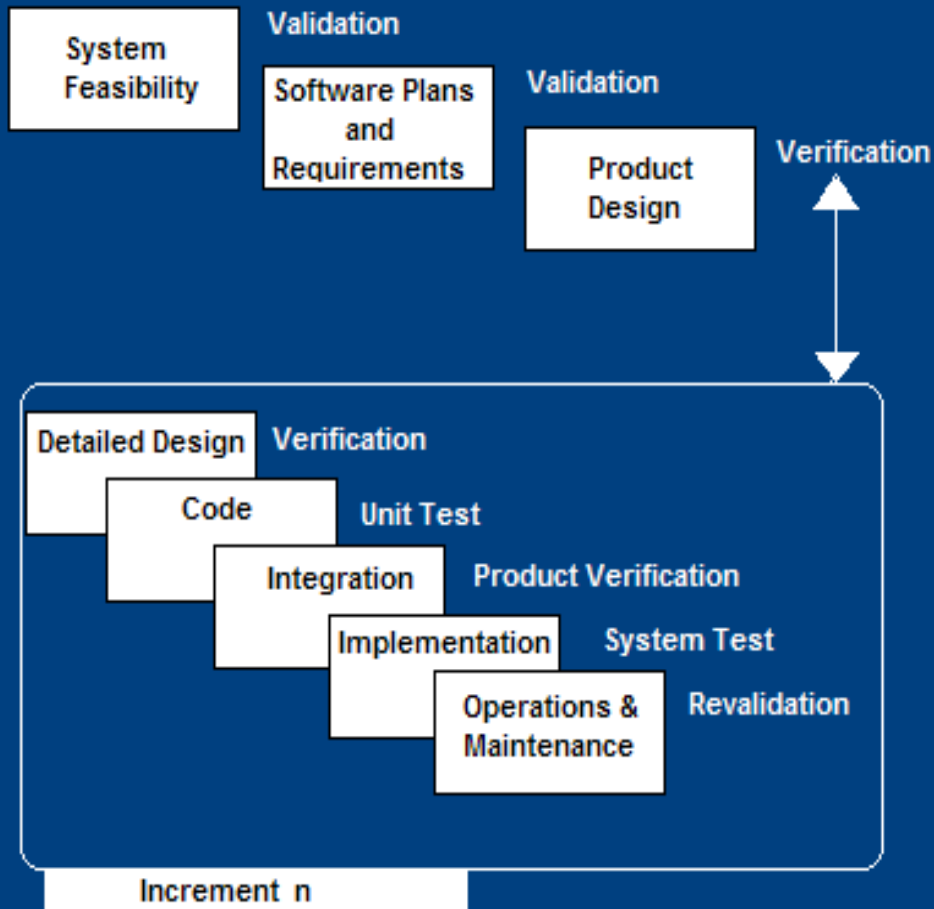 System
Feasibility
Validation
Software Plans
and
Requirements
Validation
Product
Design
Verification
Detailed Design
Verification
Code
Unit Test
Integration
Product Verification
Implementation
System Test
Operations &
Maintenance
Revalidation
Increment n